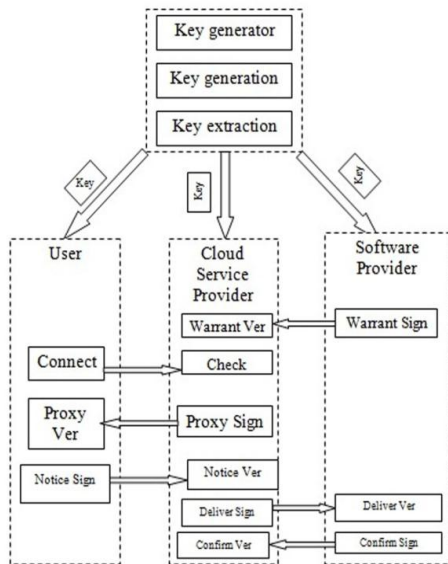 Key generator
Key generation
Key extraction
Key
Key
Key
User
Cloud
Service
Provider
Software
Provider
Warrant Ver
Warrant Sign
Connect
Check
Proxy
Ver
Proxy Sign
Notice Sign
Notice Ver
Deliver Sign
Deliver Ver
Confirm Ver
Confirm Sign